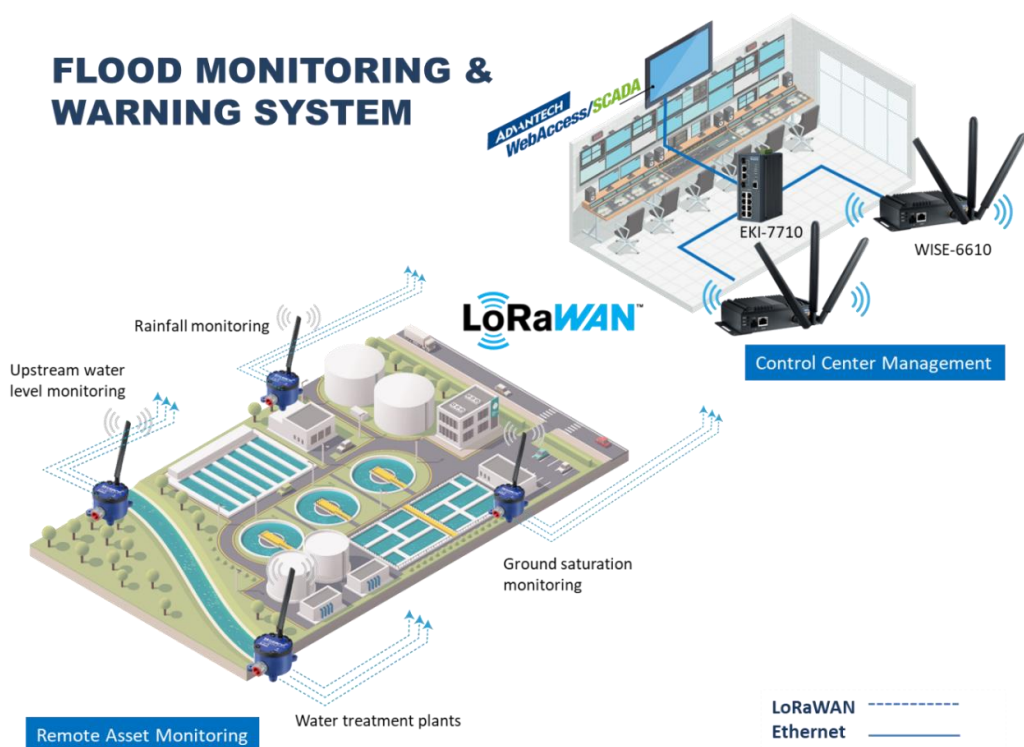 FLOOD MONITORING &
WARNING SYSTEM
ADVANTECH
WebAccess/SCADA
EKI-7710
WISE-6610
Control Center Management
LoRaWAN™
Rainfall monitoring
Upstream water
level monitoring
Ground saturation
monitoring
Water treatment plants
Remote Asset Monitoring
LoRaWAN
Ethernet